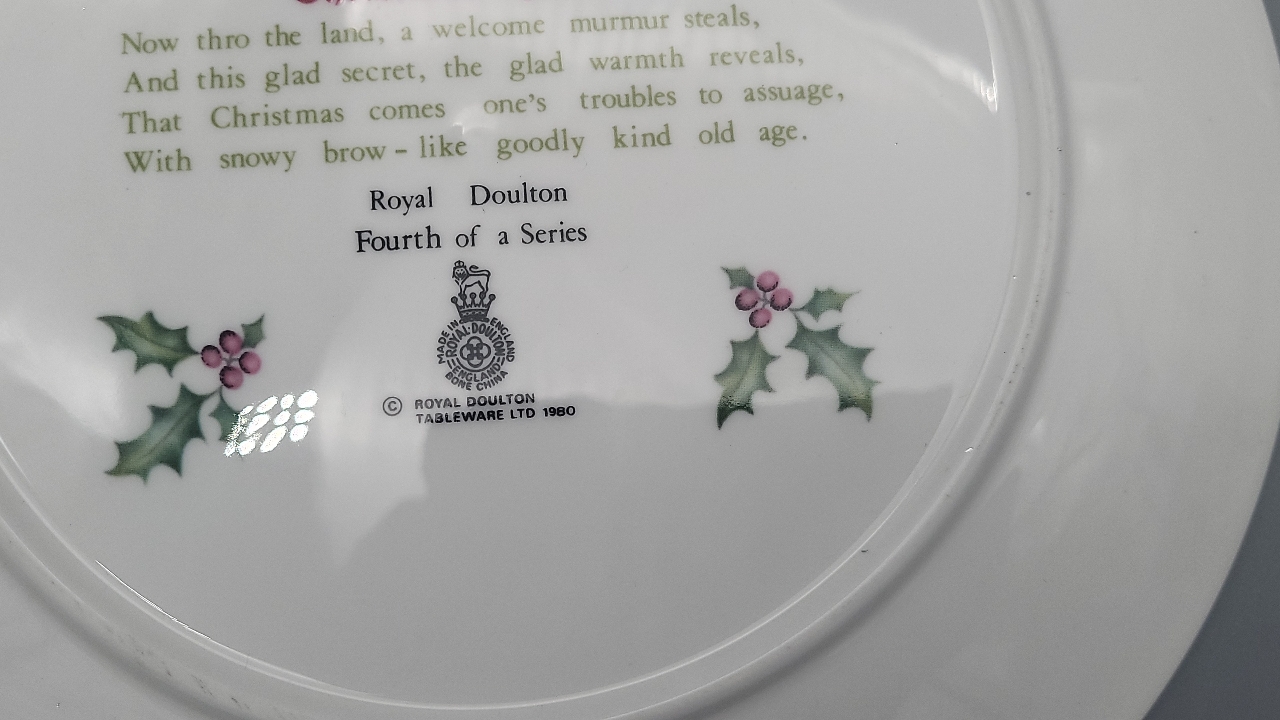 Now thro the land, a welcome murmur steals,
And this glad secret, the glad warmth reveals,
That Christmas comes one's troubles to assuage,
With snowy brow – like goodly kind old age.
Royal Doulton
Fourth of a Series
MADE IN ENGLAND
ROYAL·DOULTON
ENGLAND
BONE CHINA
© ROYAL DOULTON
TABLEWARE LTD 1980